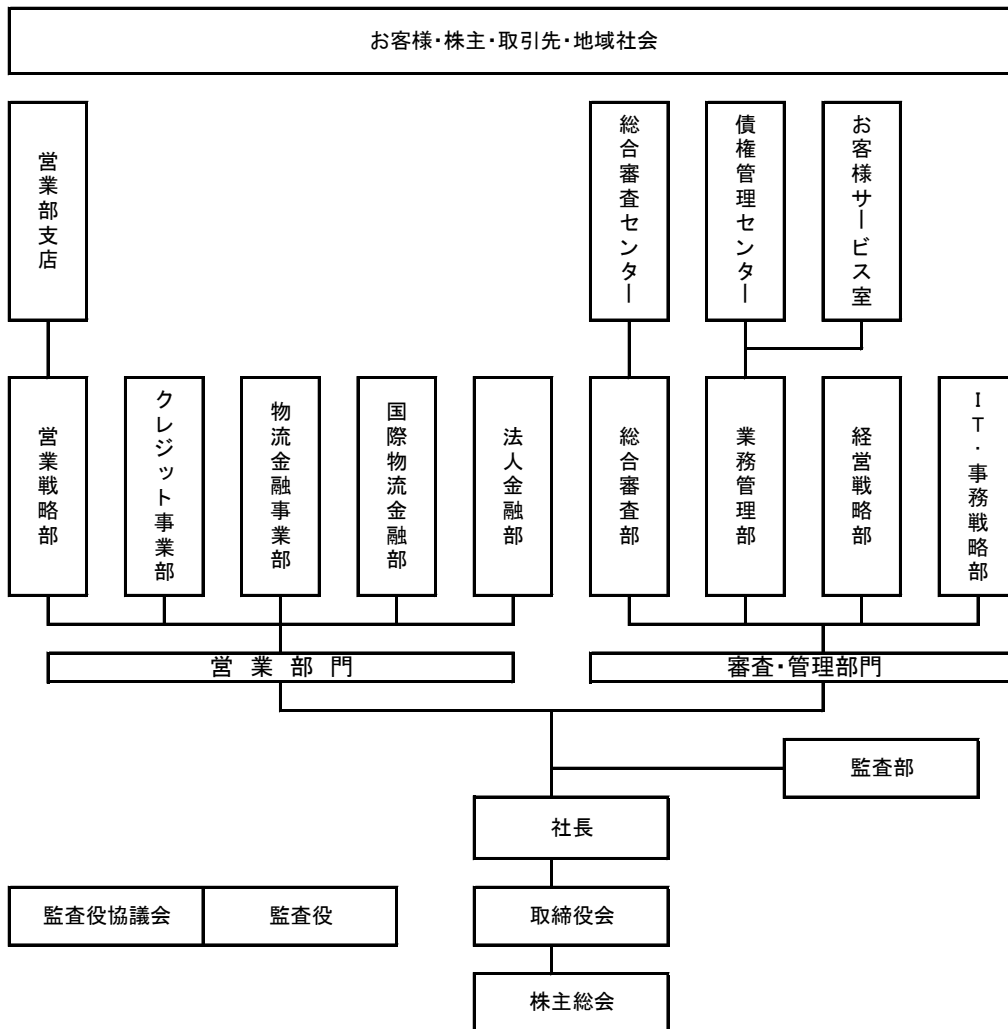 お客様・株主・取引先・地域社会
営業部支店
総合審査センター
債権管理センター
お客様サービス室
営業戦略部
クレジット事業部
物流金融事業部
国際物流金融部
法人金融部
総合審査部
業務管理部
経営戦略部
IT・事務戦略部
営業部門
審査・管理部門
監査部
社長
監査役協議会
監査役
取締役会
株主総会